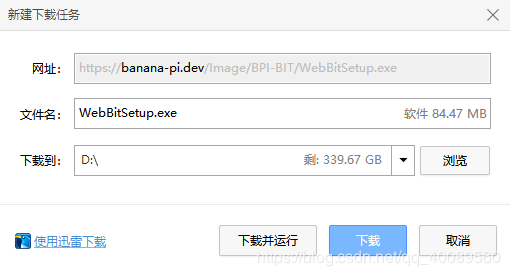 新建下载任务
网址： https://banana-pi.dev/Image/BPI-BIT/WebBitSetup.exe
文件名： WebBitSetup.exe 软件 84.47 MB
下载到： D:\ 剩: 339.67 GB 浏览
使用迅雷下载 下载并运行 下载 取消
https://blog.csdn.net/qq_40089560